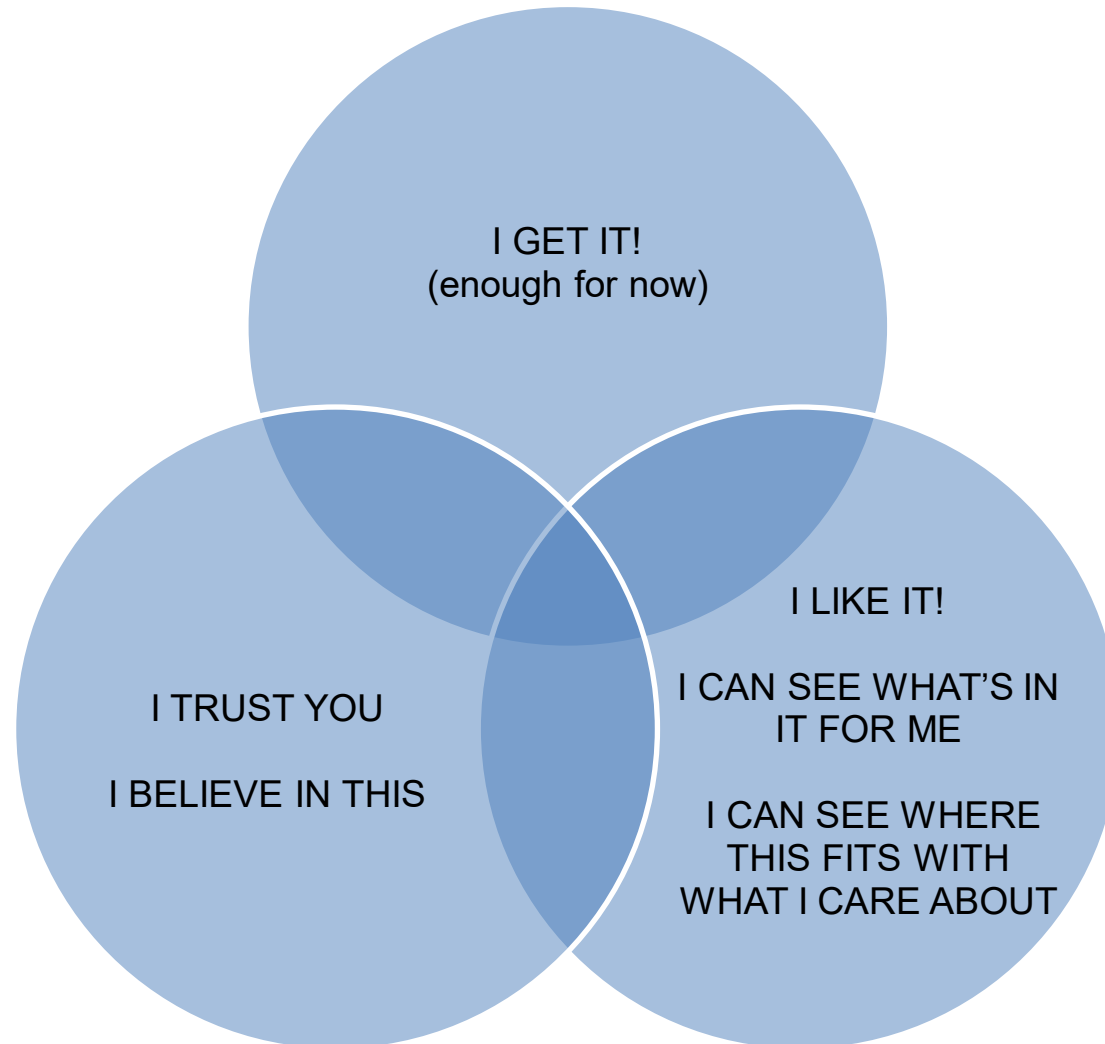 I GET IT!
(enough for now)
I TRUST YOU
I BELIEVE IN THIS
I LIKE IT!
I CAN SEE WHAT’S IN
IT FOR ME
I CAN SEE WHERE
THIS FITS WITH
WHAT I CARE ABOUT